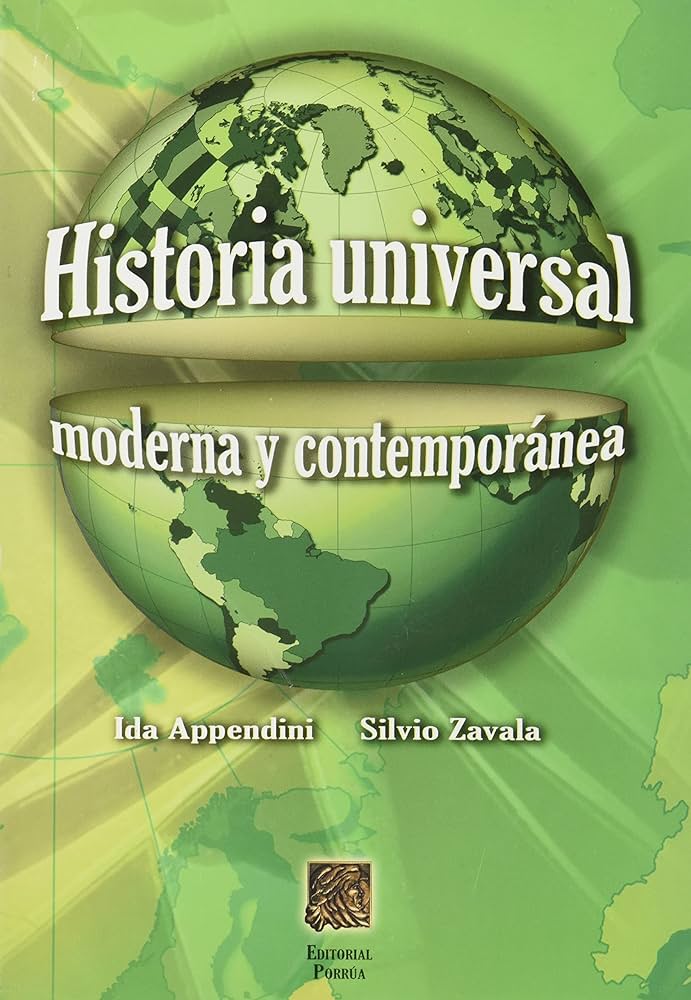 Historia universal
moderna y contemporánea
Ida Appendini Silvio Zavala
EDITORIAL
PORRÚA